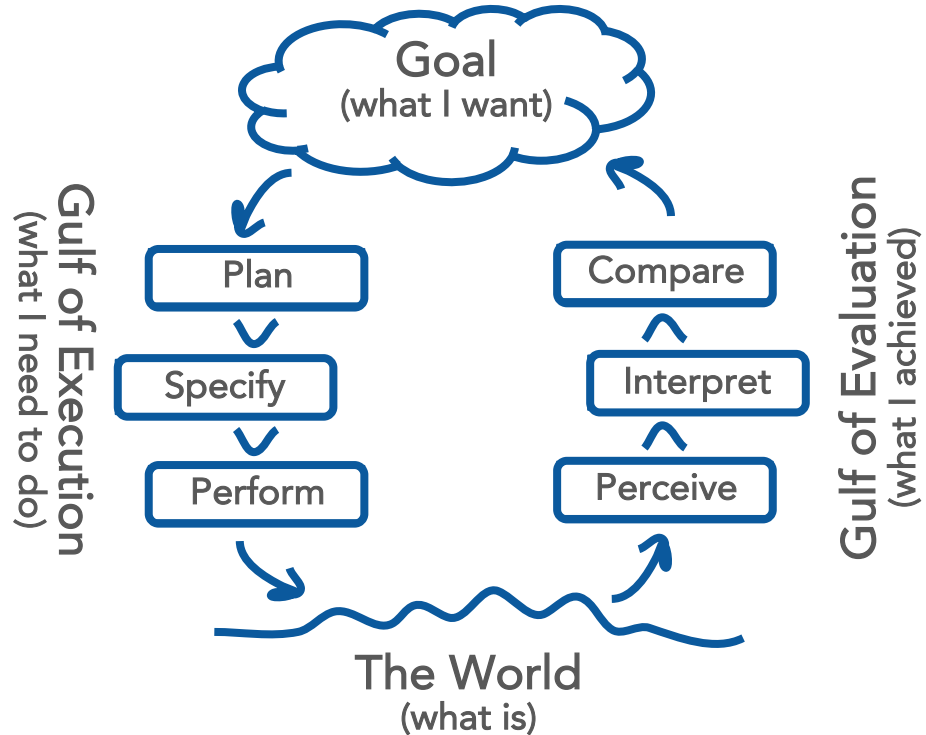 Goal
(what I want)
Gulf of Execution
(what I need to do)
Plan
Specify
Perform
Compare
Interpret
Perceive
Gulf of Evaluation
(what I achieved)
The World
(what is)